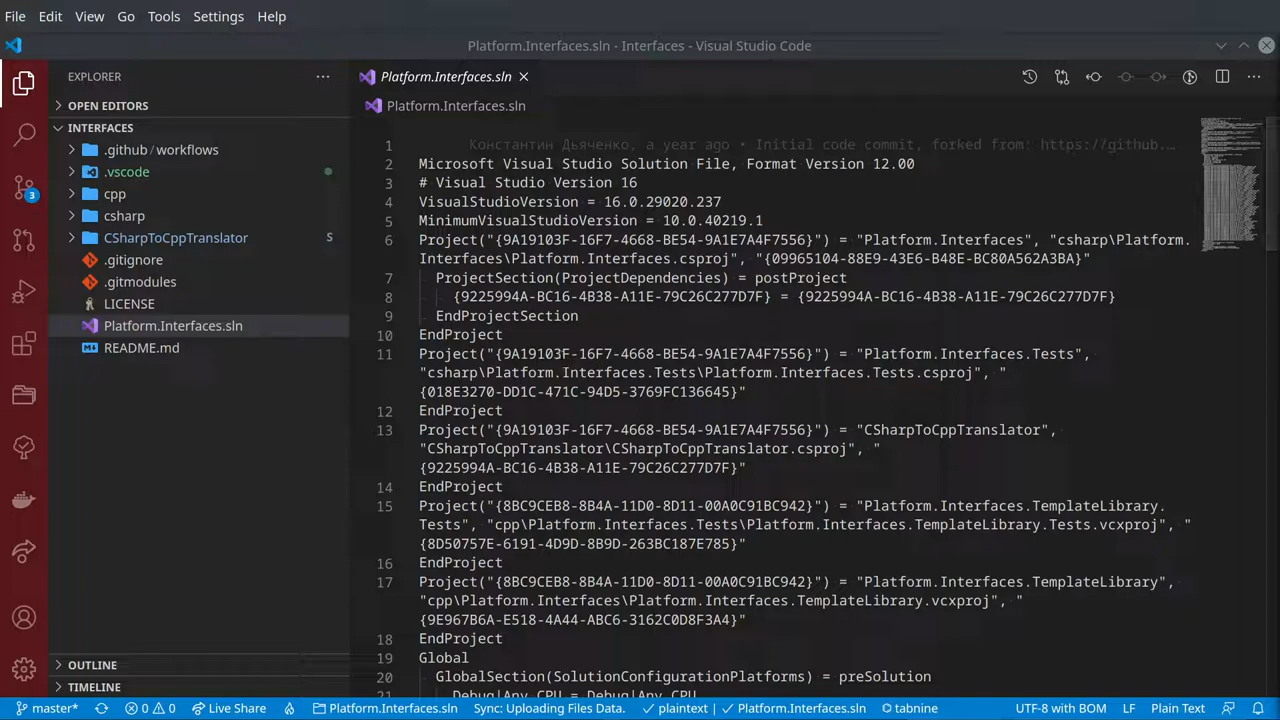 File Edit View Go Tools Settings Help
Platform.Interfaces.sln - Interfaces - Visual Studio Code
EXPLORER
OPEN EDITORS
INTERFACES
.github / workflows
.vscode
cpp
csharp
CSharpToCppTranslator S
.gitignore
.gitmodules
LICENSE
Platform.Interfaces.sln
README.md
OUTLINE
TIMELINE
3
Platform.Interfaces.sln
Platform.Interfaces.sln
1 Дьяченко, a year ago • code commit, forked from: https://github.…
2 Microsoft Visual Studio Solution File, Format Version 12.00
3 # Visual Studio Version 16
4 VisualStudioVersion = 16.0.29020.237
5 MinimumVisualStudioVersion = 10.0.40219.1
6 Project("{9A19103F-16F7-4668-BE54-9A1E7A4F7556}") = "Platform.Interfaces", "csharp\Platform.
Interfaces\Platform.Interfaces.csproj", "{09965104-88E9-43E6-B48E-BC80A562A3BA}"
7 ProjectSection(ProjectDependencies) = postProject
8 {9225994A-BC16-4B38-A11E-79C26C277D7F} = {9225994A-BC16-4B38-A11E-79C26C277D7F}
9 EndProjectSection
10 EndProject
11 Project("{9A19103F-16F7-4668-BE54-9A1E7A4F7556}") = "Platform.Interfaces.Tests",
"csharp\Platform.Interfaces.Tests\Platform.Interfaces.Tests.csproj", "
{018E3270-DD1C-471C-94D5-3769FC136645}"
12 EndProject
13 Project("{9A19103F-16F7-4668-BE54-9A1E7A4F7556}") = "CSharpToCppTranslator",
"CSharpToCppTranslator\CSharpToCppTranslator.csproj", "
{9225994A-BC16-4B38-A11E-79C26C277D7F}"
14 EndProject
15 Project("{8BC9CEB8-8B4A-11D0-8D11-00A0C91BC942}") = "Platform.Interfaces.TemplateLibrary.
Tests", "cpp\Platform.Interfaces.Tests\Platform.Interfaces.TemplateLibrary.Tests.vcxproj", "
{8D50757E-6191-4D9D-8B9D-263BC187E785}"
16 EndProject
17 Project("{8BC9CEB8-8B4A-11D0-8D11-00A0C91BC942}") = "Platform.Interfaces.TemplateLibrary",
"cpp\Platform.Interfaces\Platform.Interfaces.TemplateLibrary.vcxproj", "
{9E967B6A-E518-4A44-ABC6-3162C0D8F3A4}"
18 EndProject
19 Global
20 GlobalSection(SolutionConfigurationPlatforms) = preSolution
21 Debug|Any CPU = Debug|Any CPU
master* 0 0 Live Share Platform.Interfaces.sln Sync: Uploading Files Data. plaintext | Platform.Interfaces.sln tabnine UTF-8 with BOM LF Plain Text